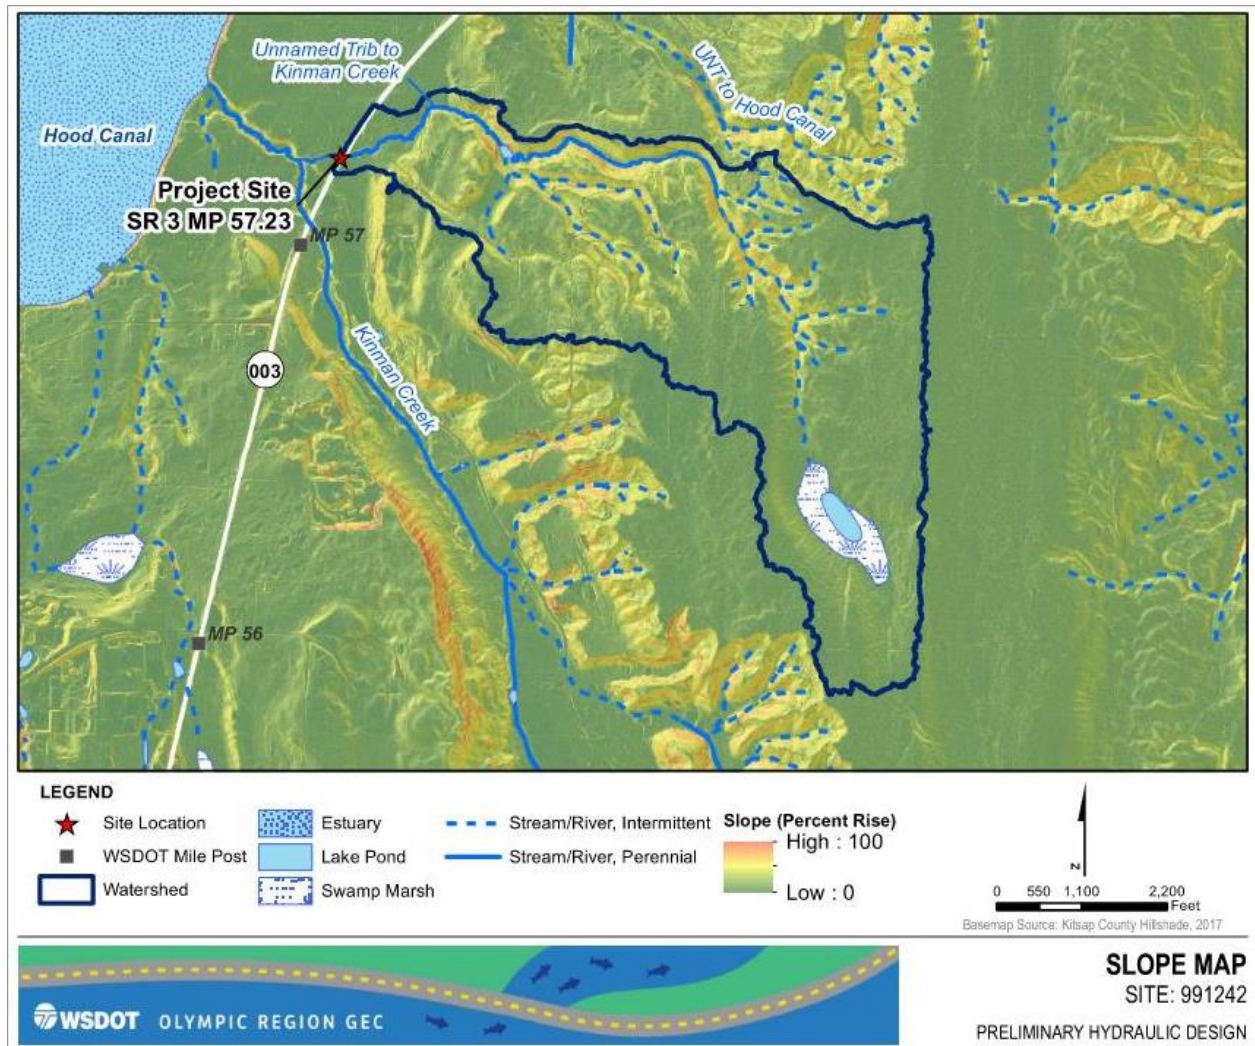 Unnamed Trib to
Kinman Creek
UNT to Hood Canal
Hood Canal
Project Site
SR 3 MP 57.23
MP 57
003
Kinman Creek
MP 56
LEGEND
Site Location
WSDOT Mile Post
Watershed
Estuary
Lake Pond
Swamp Marsh
Stream/River, Intermittent
Stream/River, Perennial
Slope (Percent Rise)
High : 100
Low : 0
N
0 550 1,100 2,200
Feet
Basemap Source: Kitsap County Hillshade, 2017
WSDOT OLYMPIC REGION GEC
SLOPE MAP
SITE: 991242
PRELIMINARY HYDRAULIC DESIGN